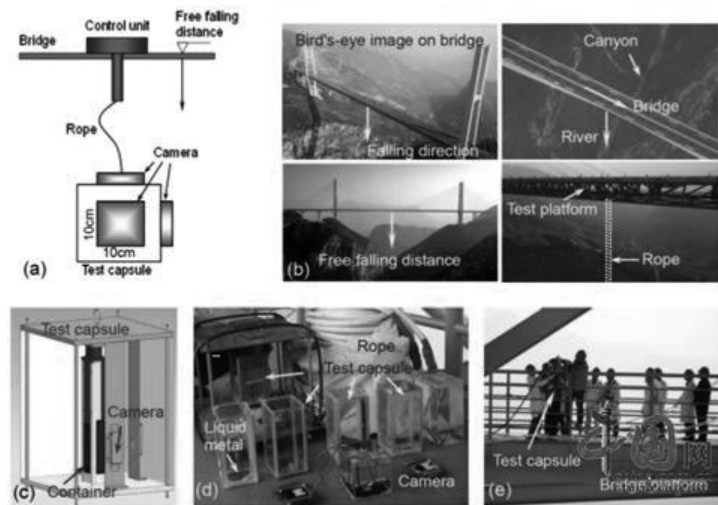 Control unit
Free falling
distance
Bridge
Rope
Camera
10cm
10cm
Test capsule
(a)
Bird's-eye image on bridge
Falling direction
Canyon
Bridge
River
Free falling distance
Test platform
Rope
(b)
Test capsule
Camera
Container
(c)
Rope
Test capsule
Liquid
metal
Camera
(d)
Test capsule
Bridge platform
(e)
网